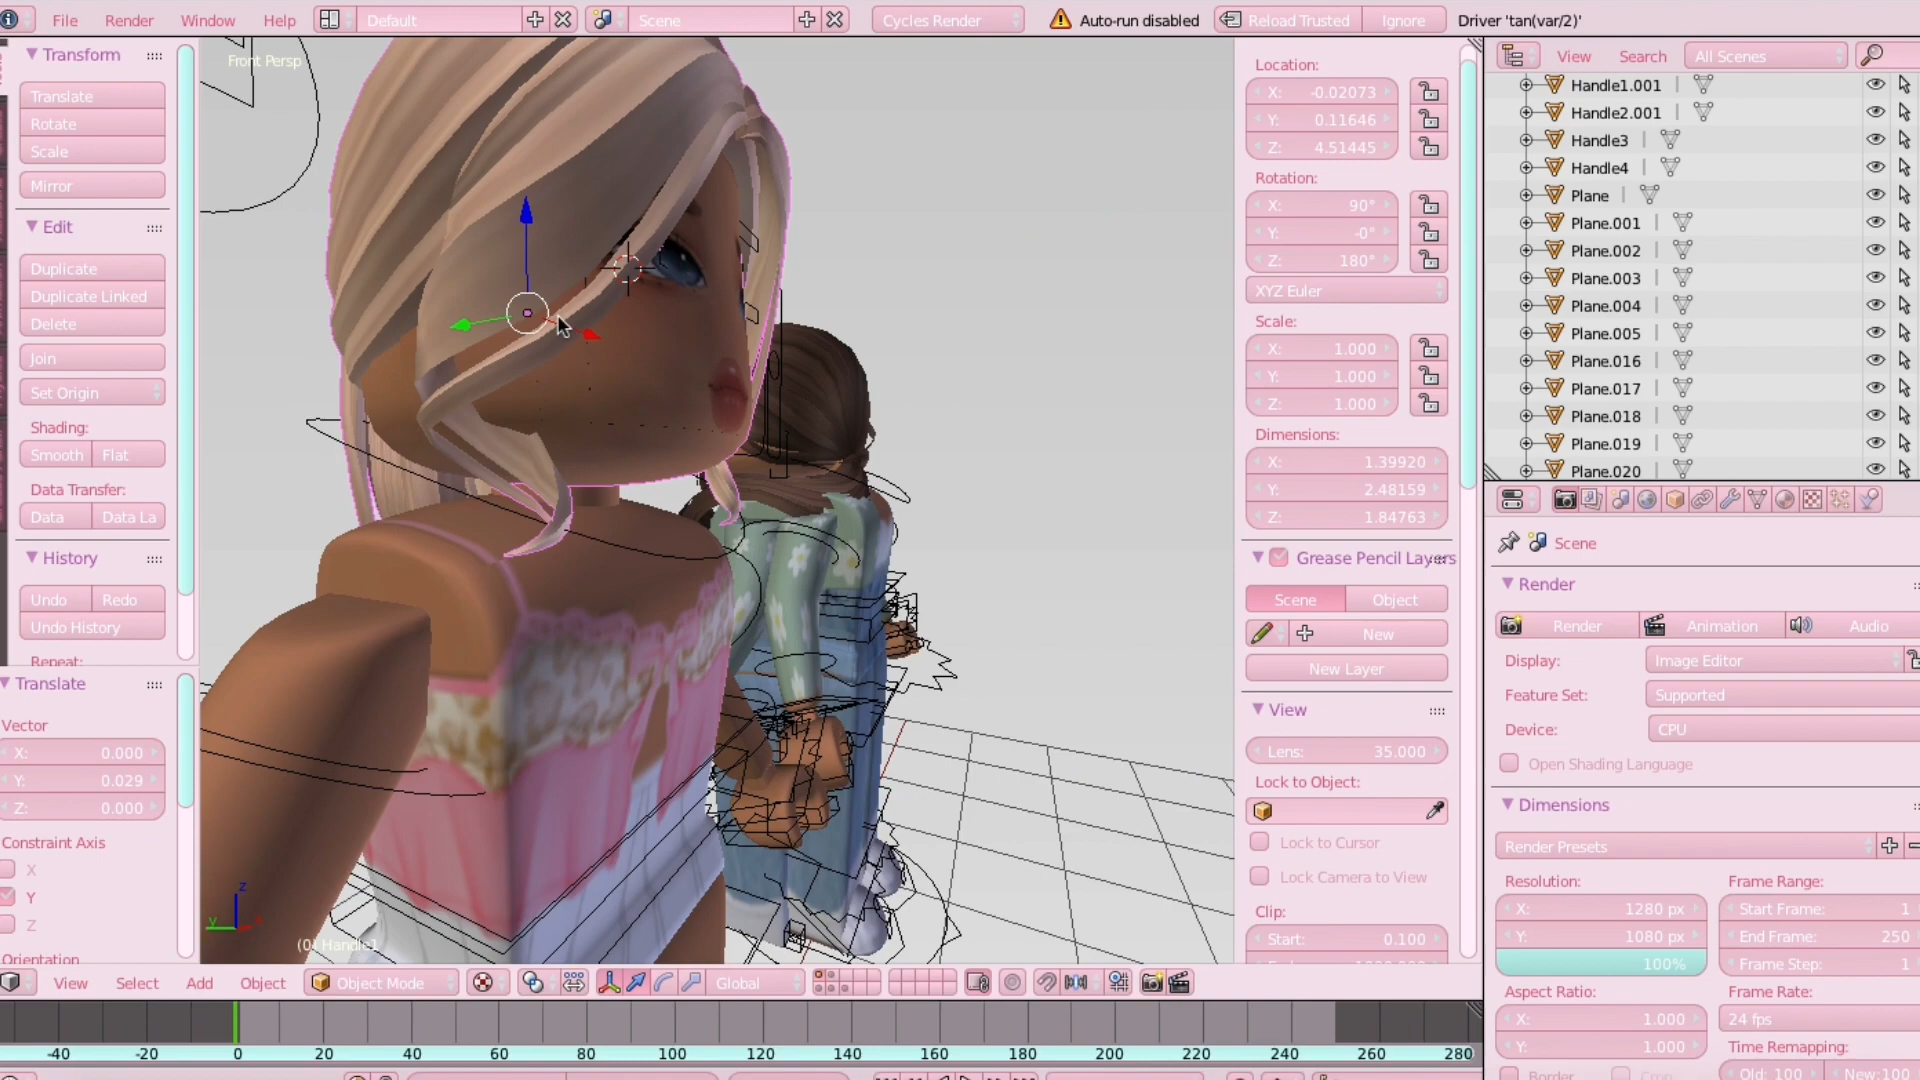 File Render Window Help Default Scene Cycles Render Auto-run disabled Reload Trusted Ignore Driver 'tan(var/2)'
Transform
Translate
Rotate
Scale
Mirror
Edit
Duplicate
Duplicate Linked
Delete
Join
Set Origin
Shading:
Smooth Flat
Data Transfer:
Data Data La
History
Undo Redo
Undo History
Repeat:
Translate
Vector
X: 0.000
Y: 0.029
Z: 0.000
Constraint Axis
X
Y
Z
Orientation
Front Persp
z
y
(0) Handle1
Location:
X: -0.02073
Y: 0.11646
Z: 4.51445
Rotation:
X: 90°
Y: -0°
Z: 180°
XYZ Euler
Scale:
X: 1.000
Y: 1.000
Z: 1.000
Dimensions:
X: 1.39920
Y: 2.48159
Z: 1.84763
Grease Pencil Layers
Scene Object
New
New Layer
View
Lens: 35.000
Lock to Object:
Lock to Cursor
Lock Camera to View
Clip:
Start: 0.100
View Search All Scenes
Handle1.001
Handle2.001
Handle3
Handle4
Plane
Plane.001
Plane.002
Plane.003
Plane.004
Plane.005
Plane.016
Plane.017
Plane.018
Plane.019
Plane.020
Scene
Render
Render Animation Audio
Display: Image Editor
Feature Set: Supported
Device: CPU
Open Shading Language
Dimensions
Render Presets
Resolution: Frame Range:
X: 1280 px Start Frame: 1
Y: 1080 px End Frame: 250
100% Frame Step: 1
Aspect Ratio: Frame Rate:
X: 1.000 24 fps
Y: 1.000 Time Remapping:
Border Crop Old: 100 New:100
View Select Add Object Object Mode Global
-40 -20 0 20 40 60 80 100 120 140 160 180 200 220 240 260 280